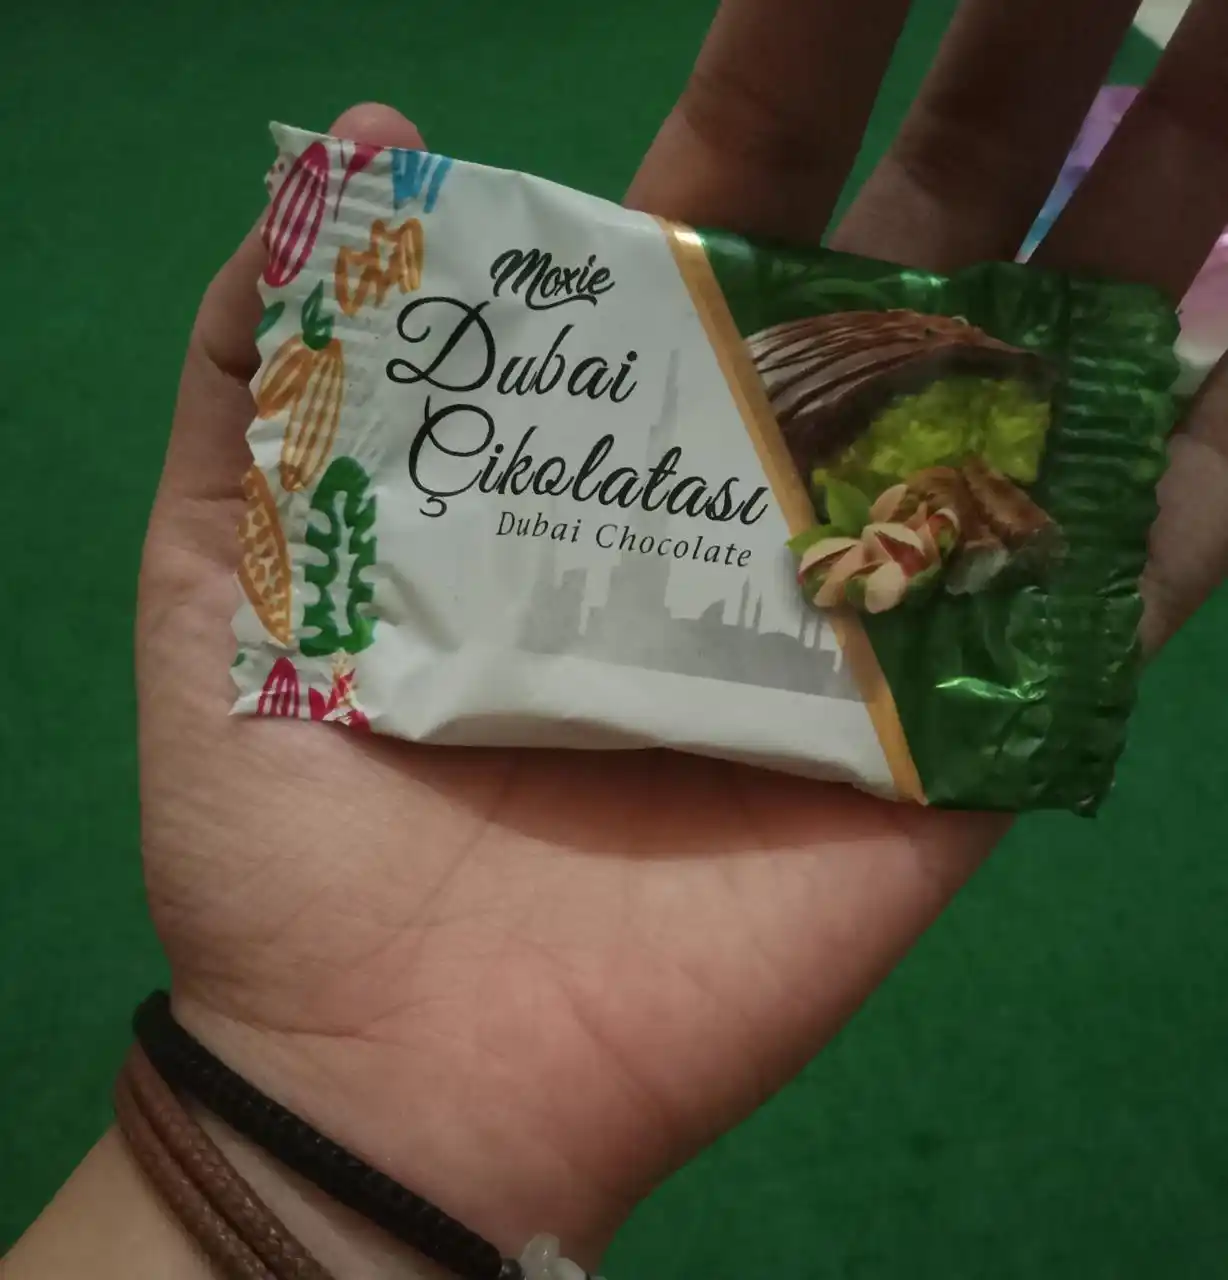 Moxie
Dubai
Çikolatası
Dubai Chocolate